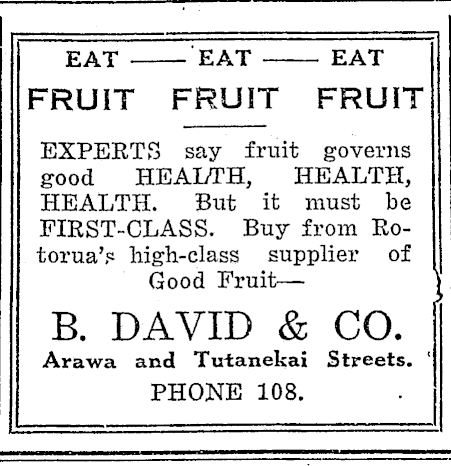 EAT —— EAT —— EAT
FRUIT FRUIT FRUIT
EXPERTS say fruit governs
good HEALTH, HEALTH,
HEALTH. But it must be
FIRST-CLASS. Buy from Ro-
torua's high-class supplier of
Good Fruit—
B. DAVID & CO.
Arawa and Tutanekai Streets.
PHONE 108.